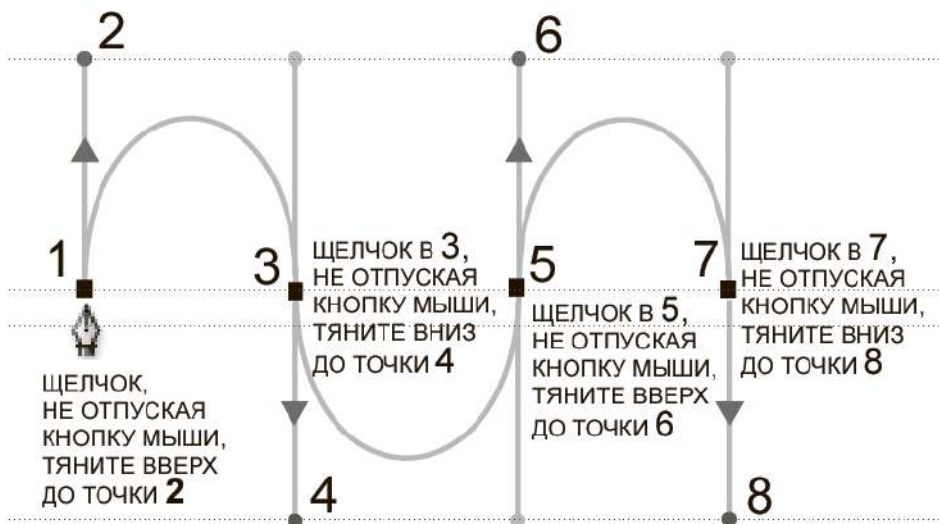 2
6
1
3
5
7
ЩЕЛЧОК В 3,
НЕ ОТПУСКАЯ
КНОПКУ МЫШИ,
ТЯНИТЕ ВНИЗ
ДО ТОЧКИ 4
ЩЕЛЧОК В 7,
НЕ ОТПУСКАЯ
КНОПКУ МЫШИ,
ТЯНИТЕ ВНИЗ
ДО ТОЧКИ 8
ЩЕЛЧОК В 5,
НЕ ОТПУСКАЯ
КНОПКУ МЫШИ,
ТЯНИТЕ ВВЕРХ
ДО ТОЧКИ 6
ЩЕЛЧОК,
НЕ ОТПУСКАЯ
КНОПКУ МЫШИ,
ТЯНИТЕ ВВЕРХ
ДО ТОЧКИ 2
4
8